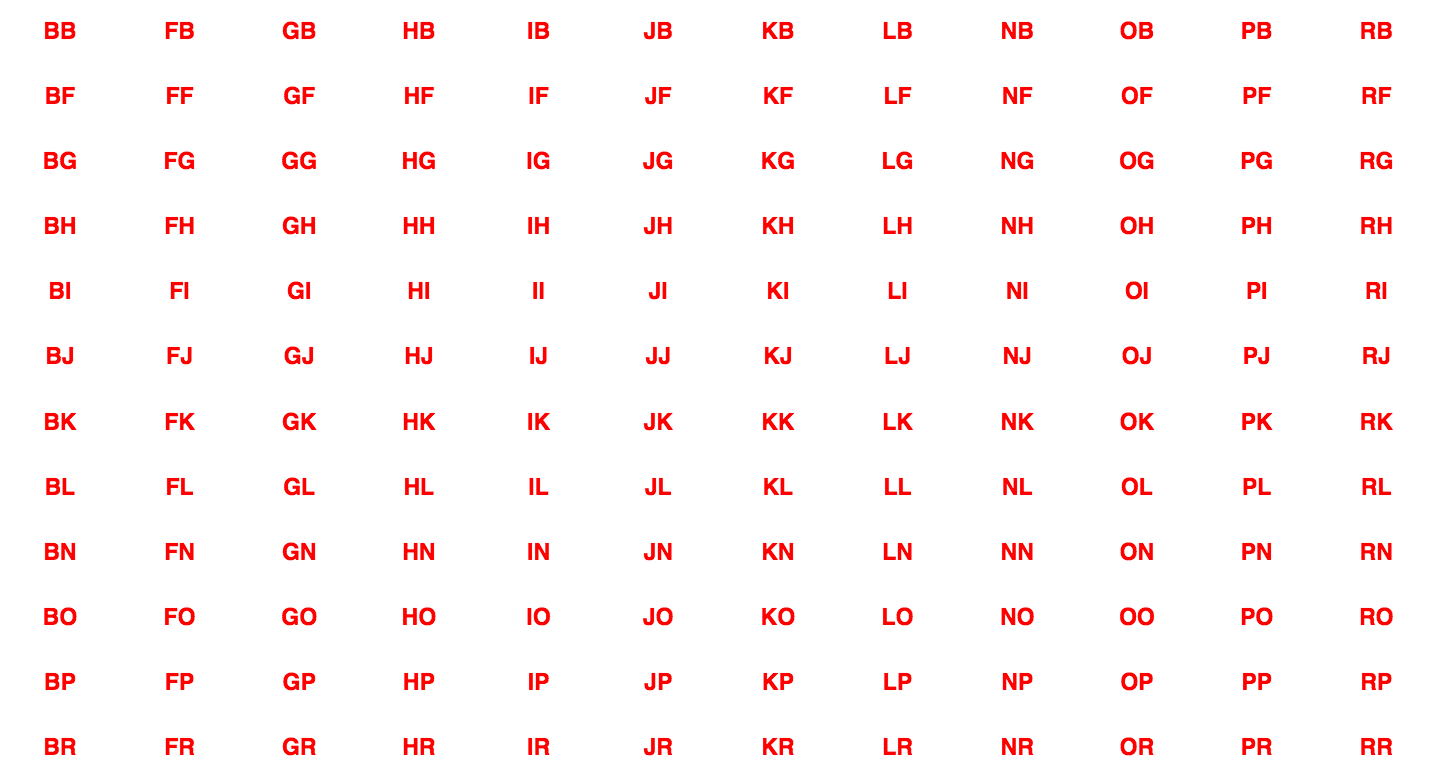 BB FB GB HB IB JB KB LB NB OB PB RB
BF FF GF HF IF JF KF LF NF OF PF RF
BG FG GG HG IG JG KG LG NG OG PG RG
BH FH GH HH IH JH KH LH NH OH PH RH
BI FI GI HI II JI KI LI NI OI PI RI
BJ FJ GJ HJ IJ JJ KJ LJ NJ OJ PJ RJ
BK FK GK HK IK JK KK LK NK OK PK RK
BL FL GL HL IL JL KL LL NL OL PL RL
BN FN GN HN IN JN KN LN NN ON PN RN
BO FO GO HO IO JO KO LO NO OO PO RO
BP FP GP HP IP JP KP LP NP OP PP RP
BR FR GR HR IR JR KR LR NR OR PR RR